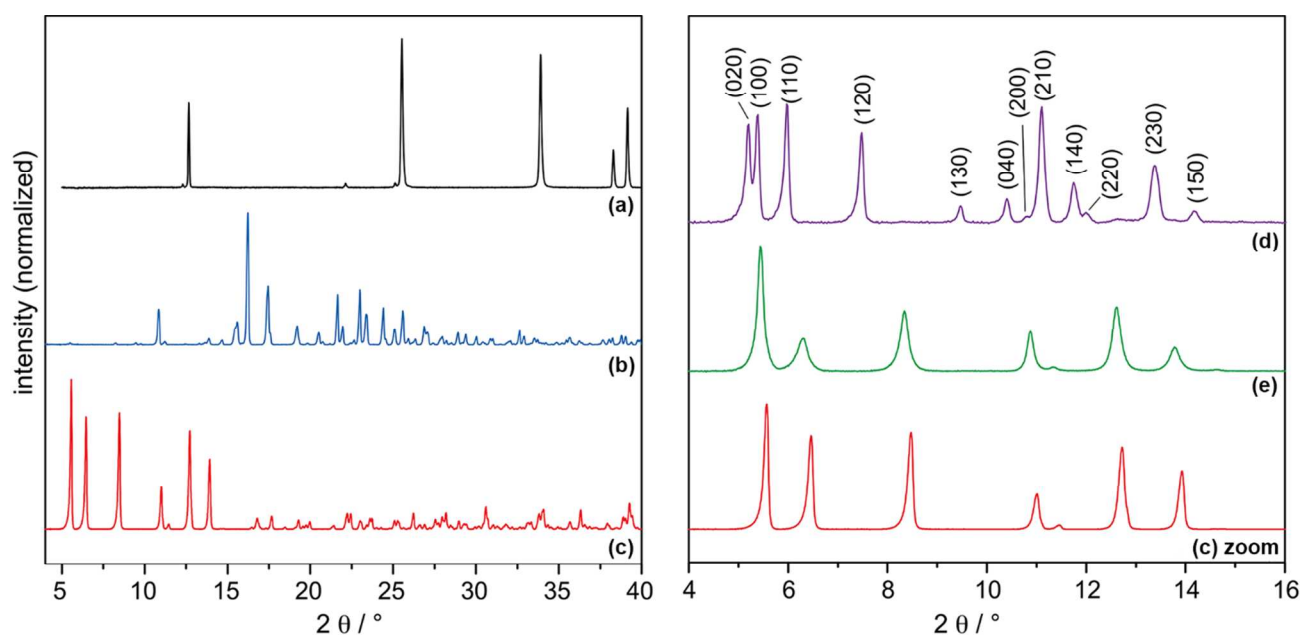 intensity (normalized)
(a)
(b)
(c)
5 10 15 20 25 30 35 40
2 θ / °
(020)
(100)
(110)
(120)
(130)
(040)
(200)
(210)
(140)
(220)
(230)
(150)
(d)
(e)
(c) zoom
4 6 8 10 12 14 16
2 θ / °